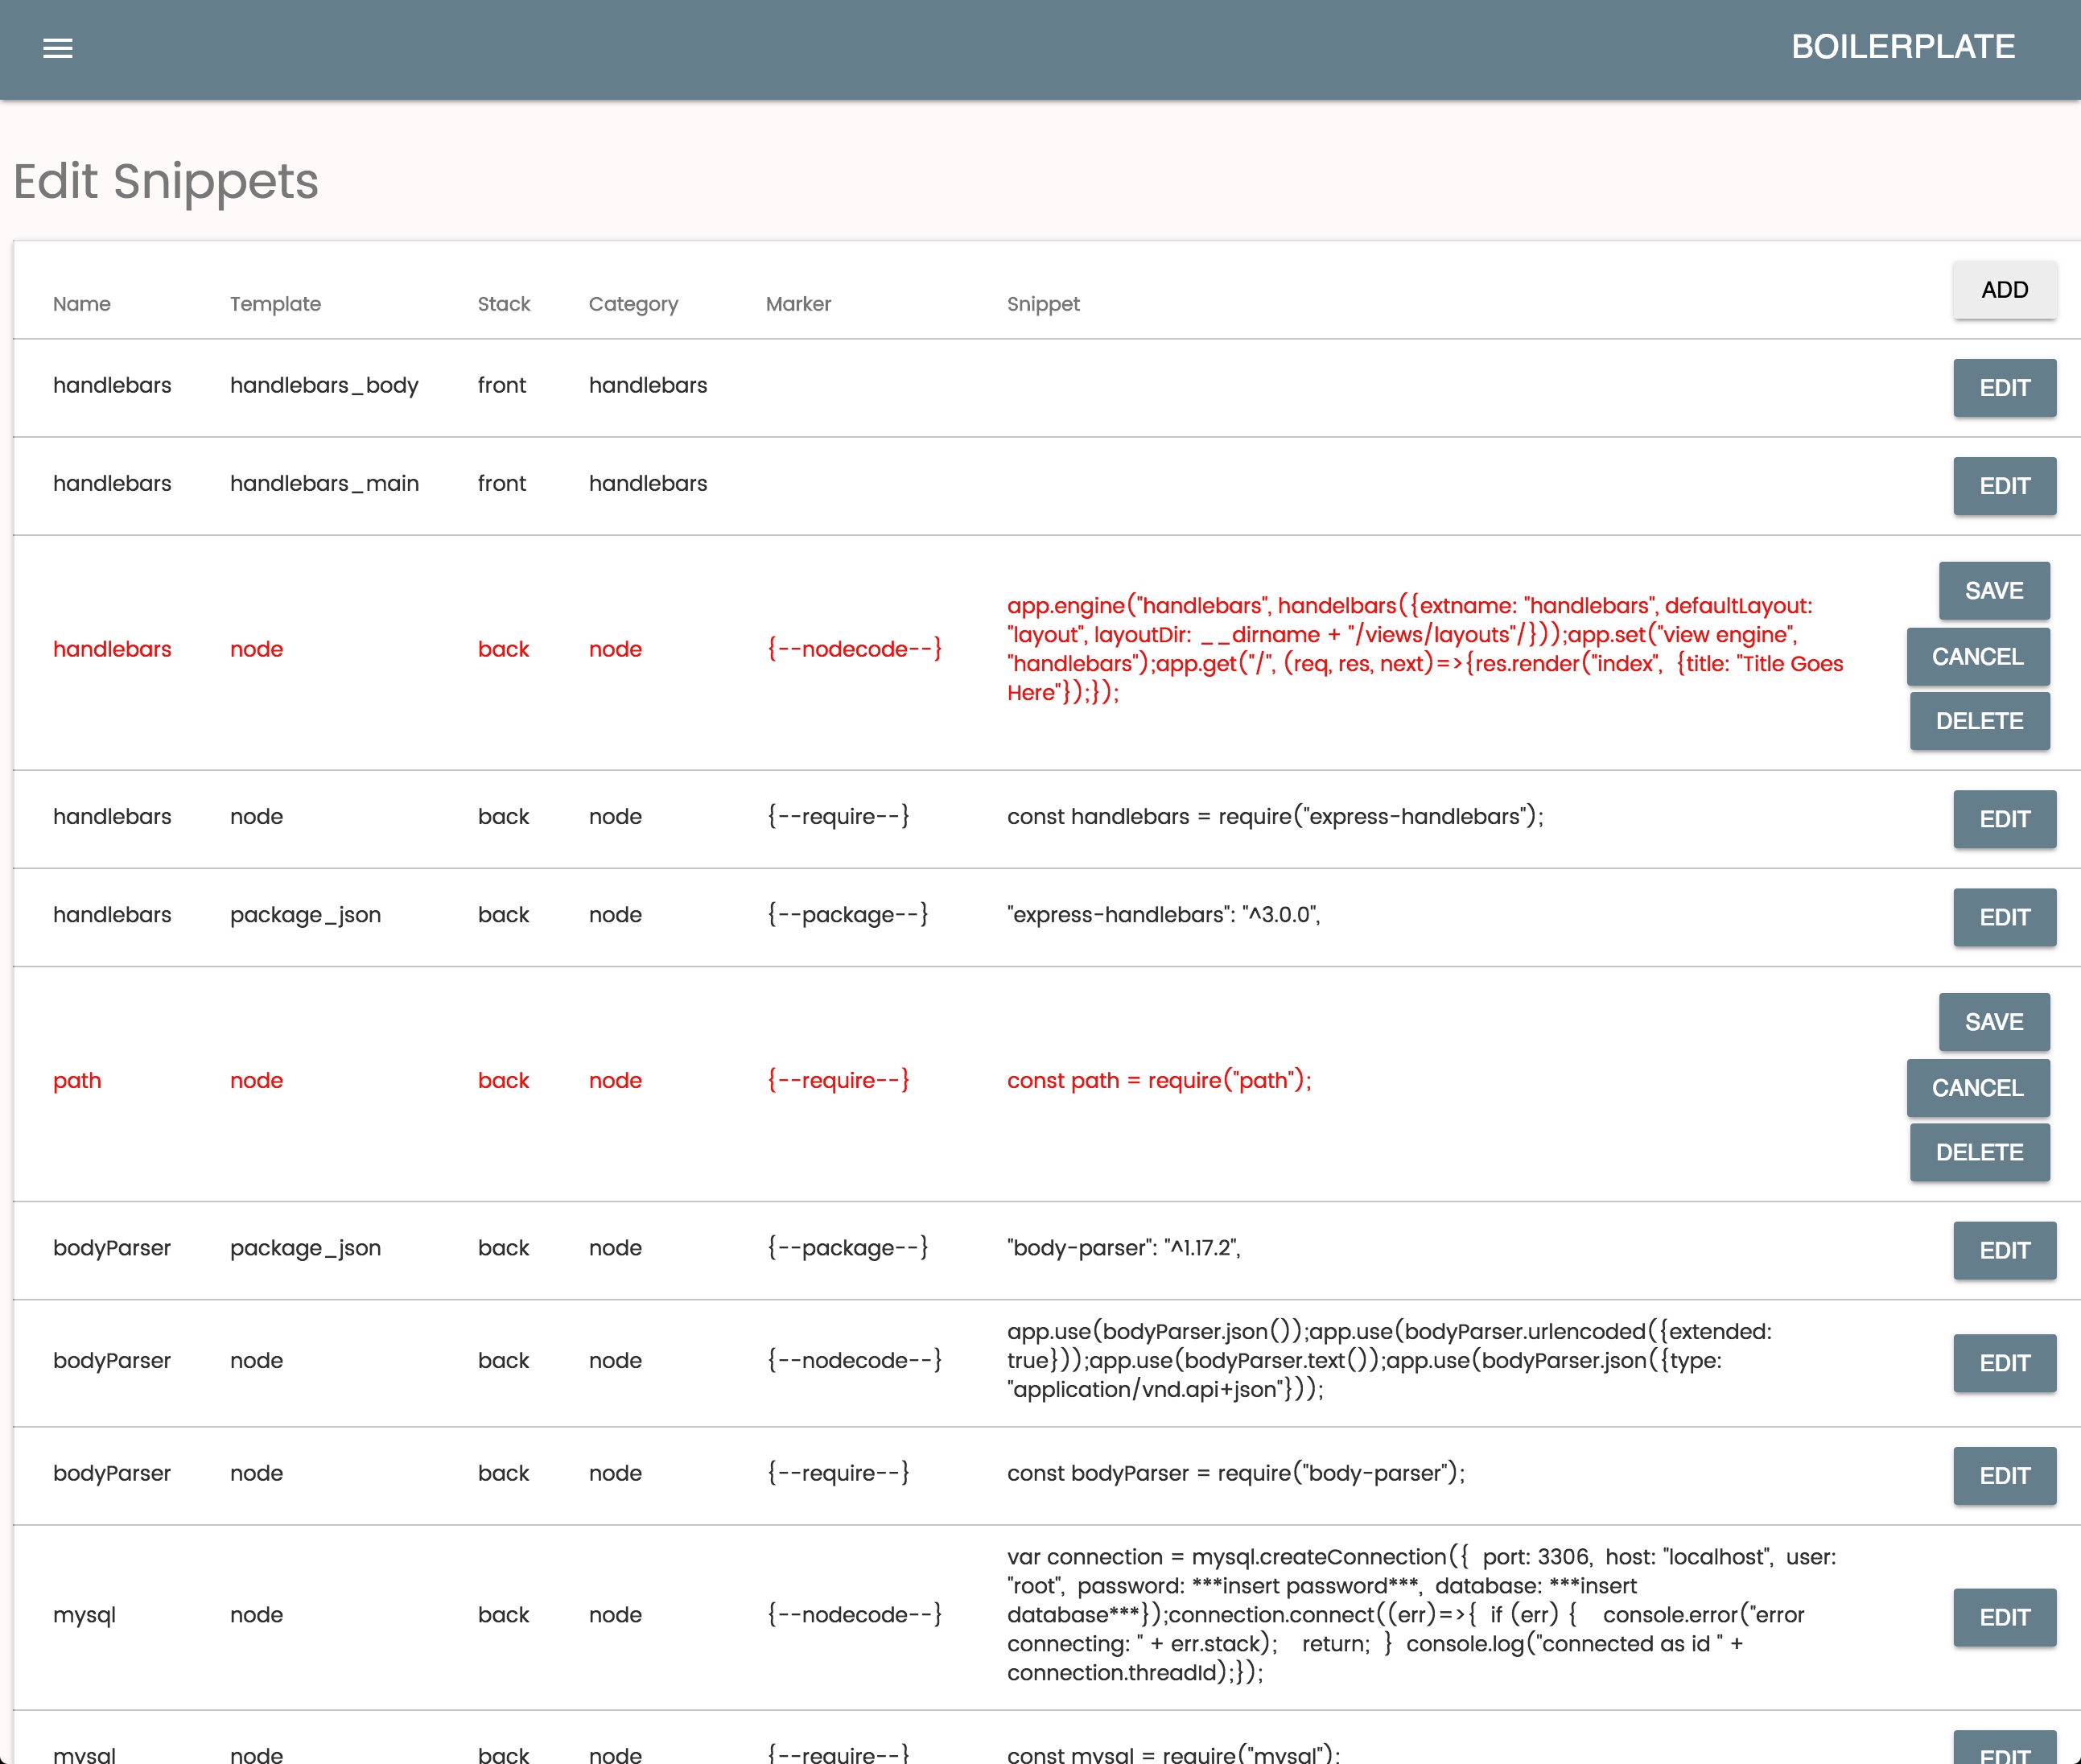 BOILERPLATE
Edit Snippets
Name Template Stack Category Marker Snippet ADD
handlebars handlebars_body front handlebars EDIT
handlebars handlebars_main front handlebars EDIT
handlebars node back node {--nodecode--} app.engine("handlebars", handelbars({extname: "handlebars", defaultLayout:
"layout", layoutDir: __dirname + "/views/layouts"/}));app.set("view engine",
"handlebars");app.get("/", (req, res, next)=>{res.render("index", {title: "Title Goes
Here"});});
SAVE
CANCEL
DELETE
handlebars node back node {--require--} const handlebars = require("express-handlebars"); EDIT
handlebars package_json back node {--package--} "express-handlebars": "^3.0.0", EDIT
path node back node {--require--} const path = require("path");
SAVE
CANCEL
DELETE
bodyParser package_json back node {--package--} "body-parser": "^1.17.2", EDIT
bodyParser node back node {--nodecode--} app.use(bodyParser.json());app.use(bodyParser.urlencoded({extended:
true}));app.use(bodyParser.text());app.use(bodyParser.json({type:
"application/vnd.api+json"}));
EDIT
bodyParser node back node {--require--} const bodyParser = require("body-parser"); EDIT
mysql node back node {--nodecode--} var connection = mysql.createConnection({ port: 3306, host: "localhost", user:
"root", password: ***insert password***, database: ***insert
database***});connection.connect((err)=>{ if (err) { console.error("error
connecting: " + err.stack); return; } console.log("connected as id " +
connection.threadId);});
EDIT
mysql node back node {--require--} const mysql = require("mysql"); EDIT